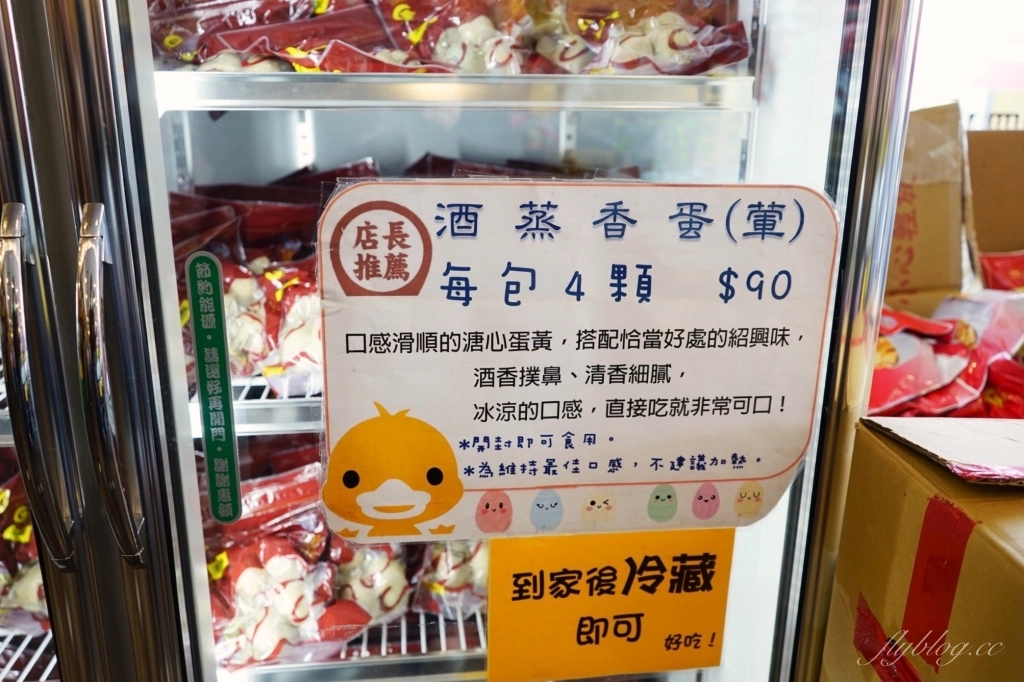 店長
推薦
酒蒸香蛋(葷)
每包4顆 $90
口感滑順的溏心蛋黃，搭配恰當好處的紹興味，
酒香撲鼻、清香細膩，
冰涼的口感，直接吃就非常可口！
*開封即可食用。
*為維持最佳口感，不建議加熱。
節約能源・請選好再開門・謝謝惠顧
到家後冷藏
即可 好吃！
flyblog.cc